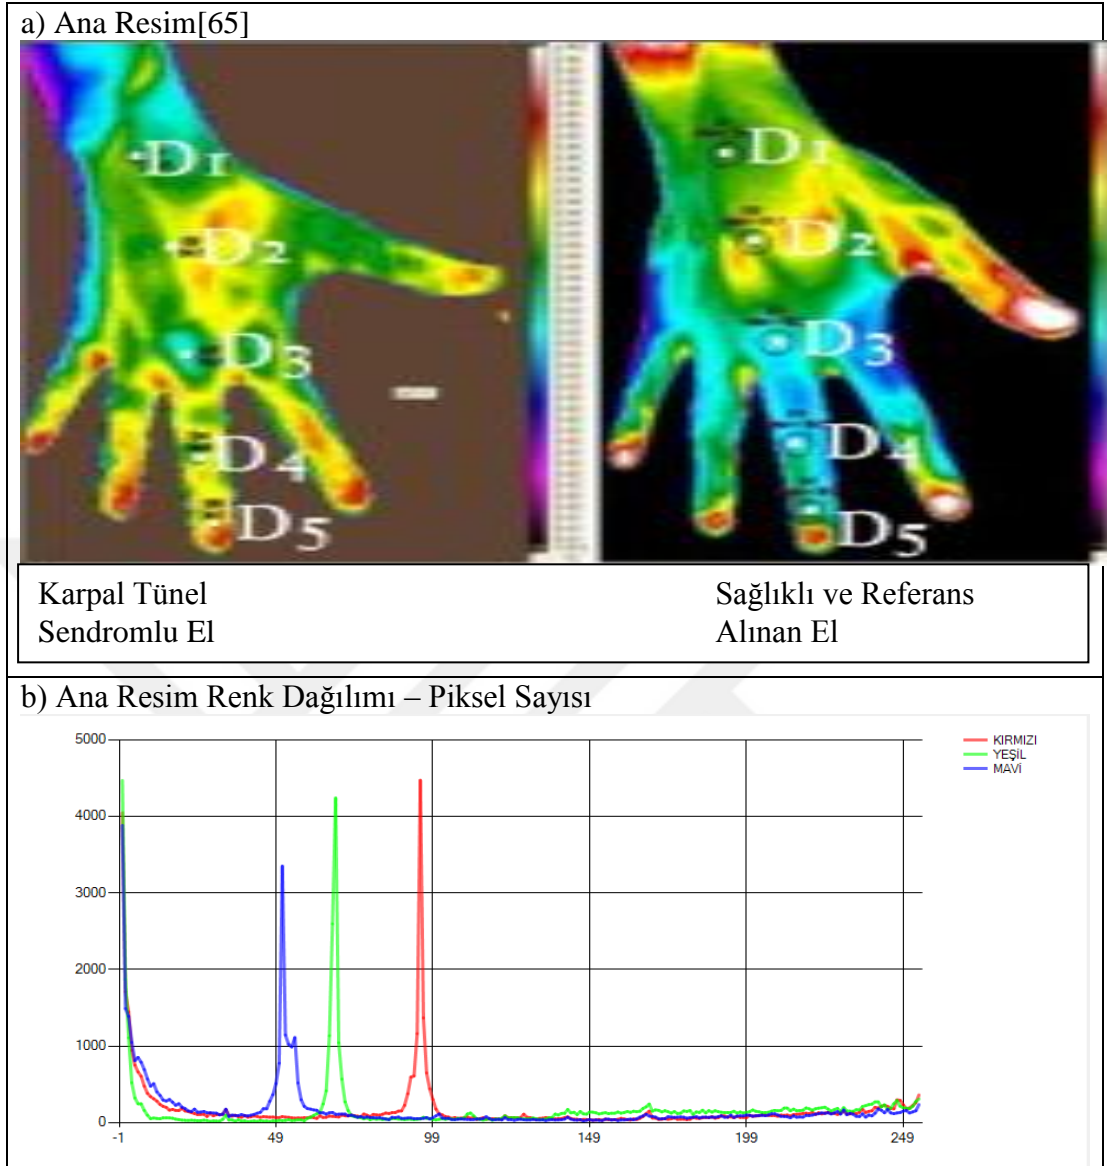 a) Ana Resim[65]
D1
D2
D3
D4
D5
D1
D2
D3
D4
D5
Karpal Tünel
Sendromlu El
Sağlıklı ve Referans
Alınan El
b) Ana Resim Renk Dağılımı – Piksel Sayısı
5000
4000
3000
2000
1000
0
-1
49
99
149
199
249
KIRMIZI
YEŞİL
MAVİ